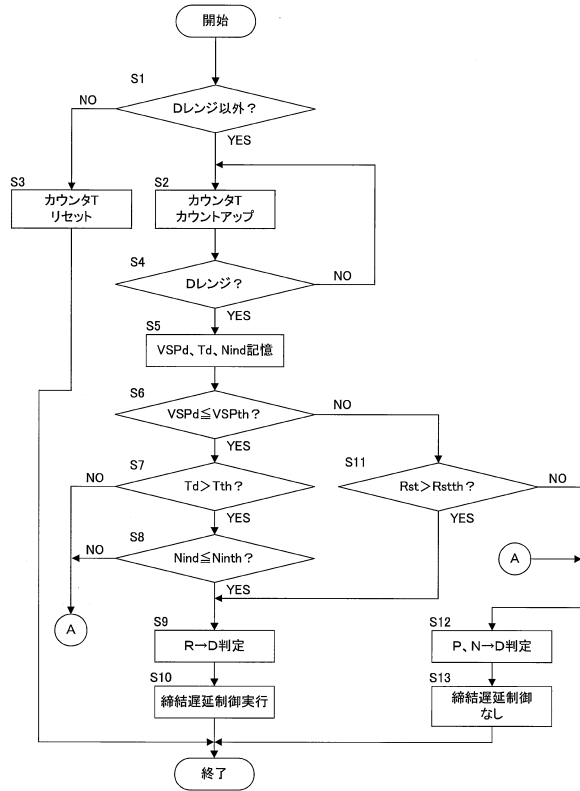 開始
S1
Dレンジ以外？
NO
YES
S3
カウンタT
リセット
S2
カウンタT
カウントアップ
S4
Dレンジ？
NO
YES
S5
VSPd、Td、Nind記憶
S6
VSPd≦VSPth？
NO
YES
S7
Td＞Tth？
NO
YES
S11
Rst＞Rstth？
NO
YES
S8
Nind≦Ninth？
NO
YES
A
A
S9
R→D判定
S12
P、N→D判定
S10
締結遅延制御実行
S13
締結遅延制御
なし
終了